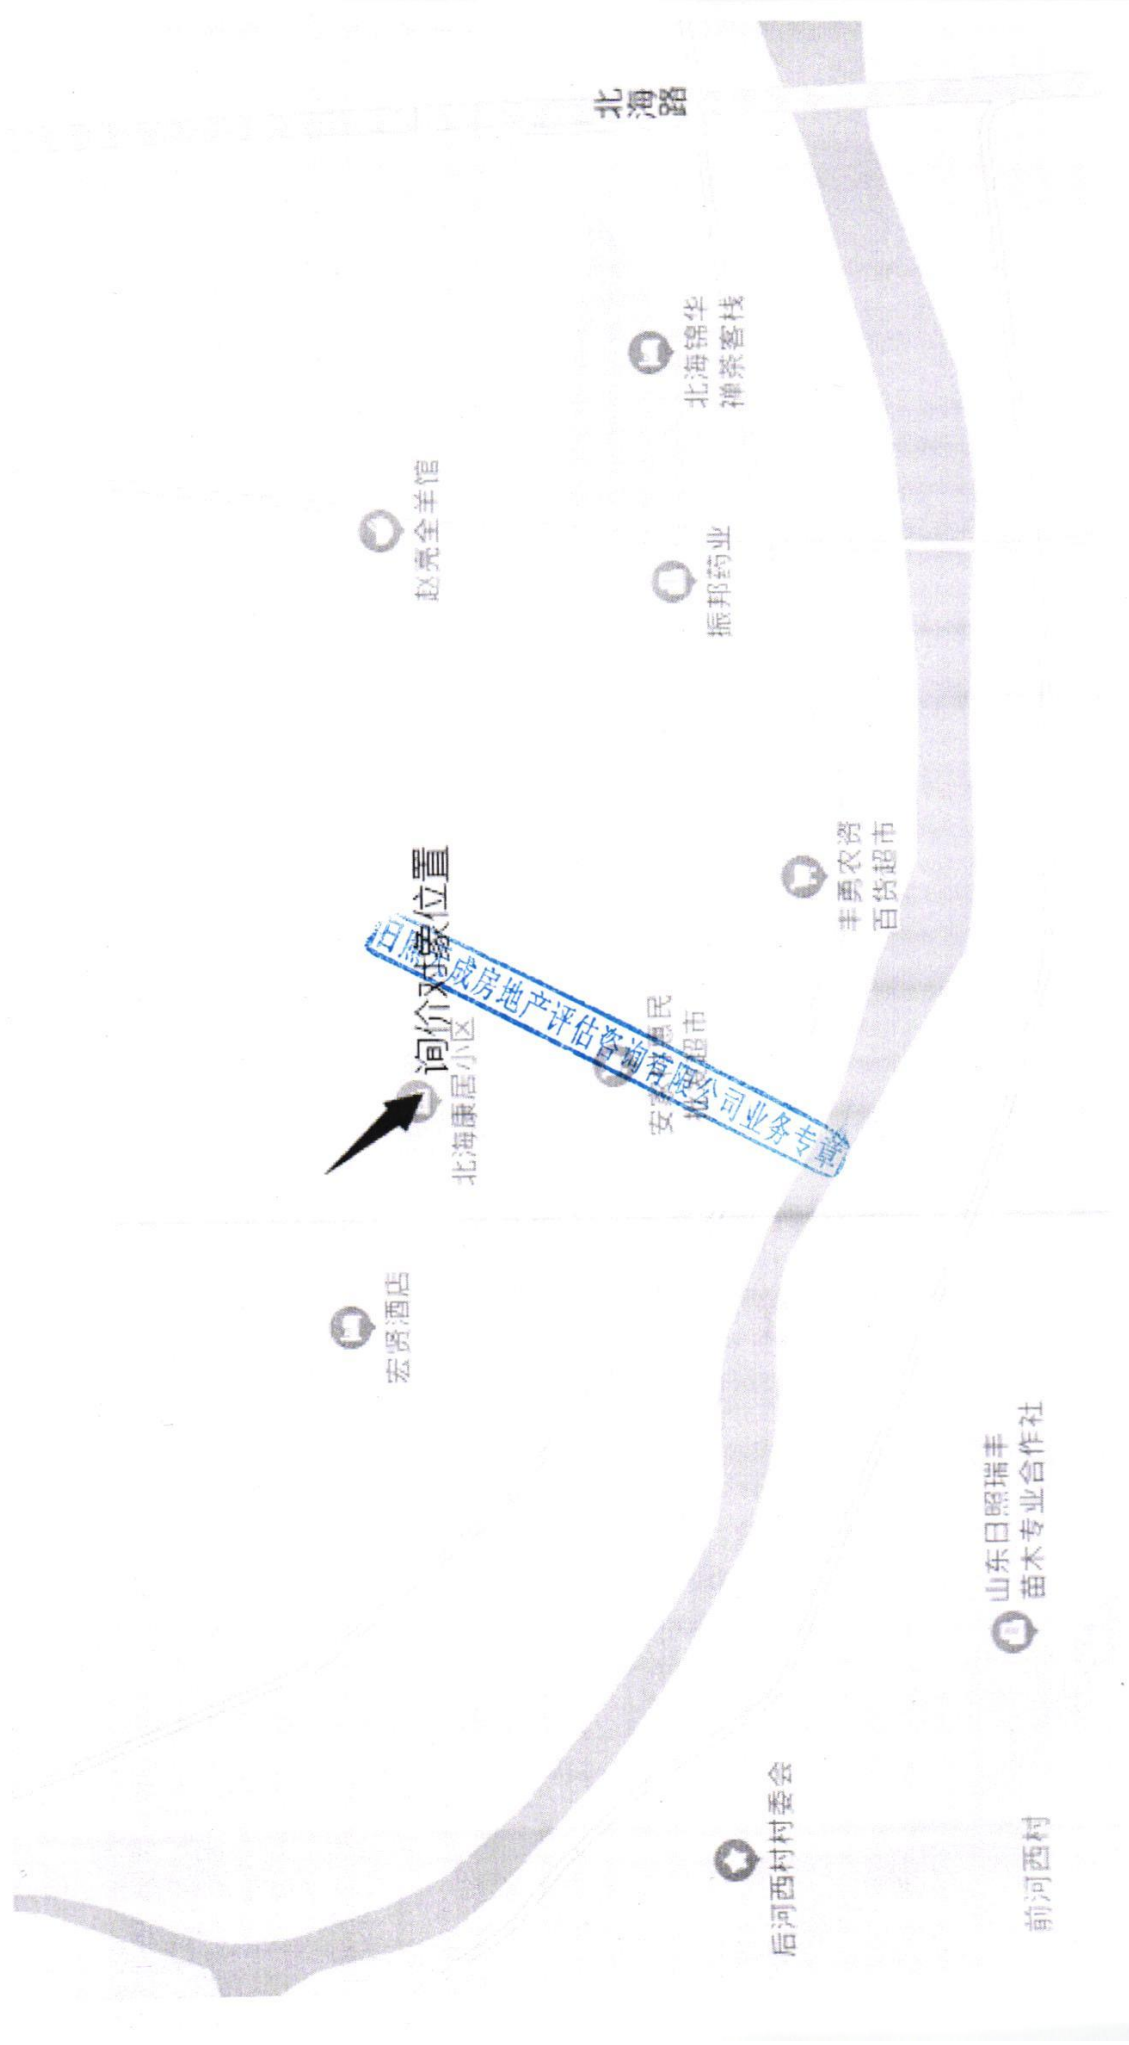 北海路
北海锦华
禅茶客栈
赵亮全羊馆
振邦药业
丰勇农资
百货超市
询价对象位置
北海康居小区
惠民
超市
日照 成房地产评估咨询有限公司业务专章
宏贤酒店
山东日照瑞丰
苗木专业合作社
后河西村村委会
前河西村